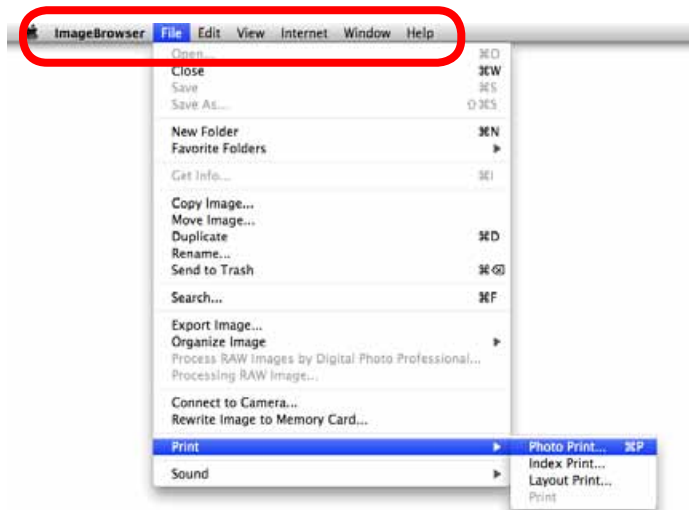 ImageBrowser File Edit View Internet Window Help
Open... ⌘O
Close ⌘W
Save ⌘S
Save As... ⇧⌘S
New Folder ⌘N
Favorite Folders ▶
Get Info... ⌘I
Copy Image...
Move Image...
Duplicate ⌘D
Rename...
Send to Trash ⌘⌫
Search... ⌘F
Export Image...
Organize Image ▶
Process RAW Images by Digital Photo Professional...
Processing RAW Image...
Connect to Camera...
Rewrite Image to Memory Card...
Print ▶
Photo Print... ⌘P
Index Print...
Layout Print...
Print
Sound ▶